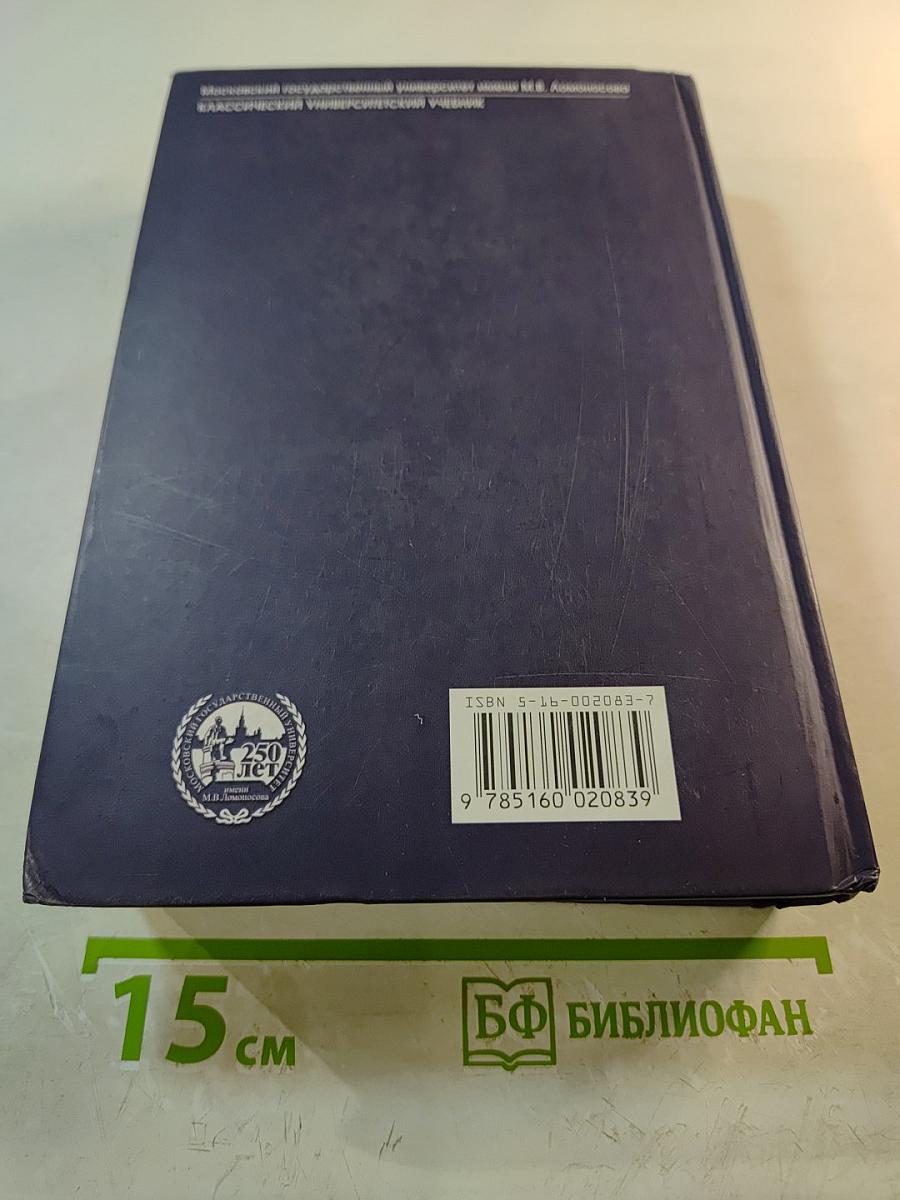 Московский государственный университет имени М.В. Ломоносова
КЛАССИЧЕСКИЙ УНИВЕРСИТЕТСКИЙ УЧЕБНИК
МОСКОВСКИЙ ГОСУДАРСТВЕННЫЙ УНИВЕРСИТЕТ
250
лет
имени
М.В.Ломоносова
ISBN 5-16-002083-7
9 785160 020839
15 см
БФ БИБЛИОФАН